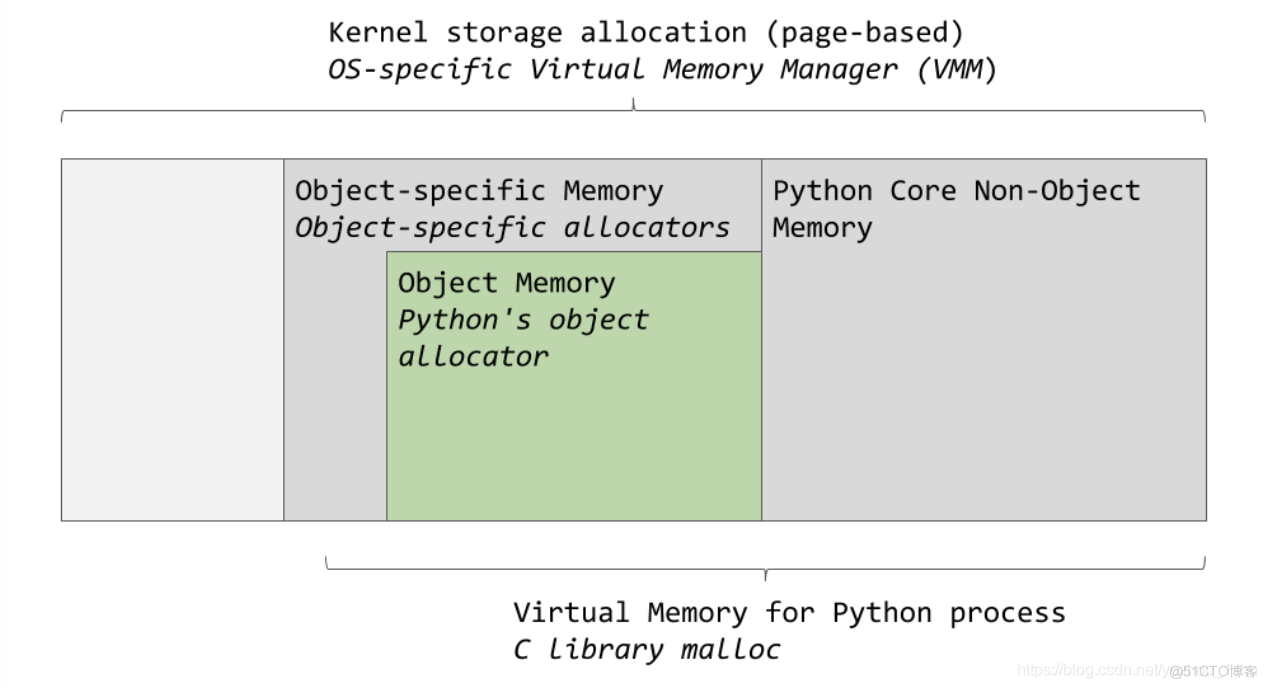 Kernel storage allocation (page-based)
OS-specific Virtual Memory Manager (VMM)
Object-specific Memory
Object-specific allocators
Python Core Non-Object
Memory
Object Memory
Python's object
allocator
Virtual Memory for Python process
C library malloc
@51CTO博客